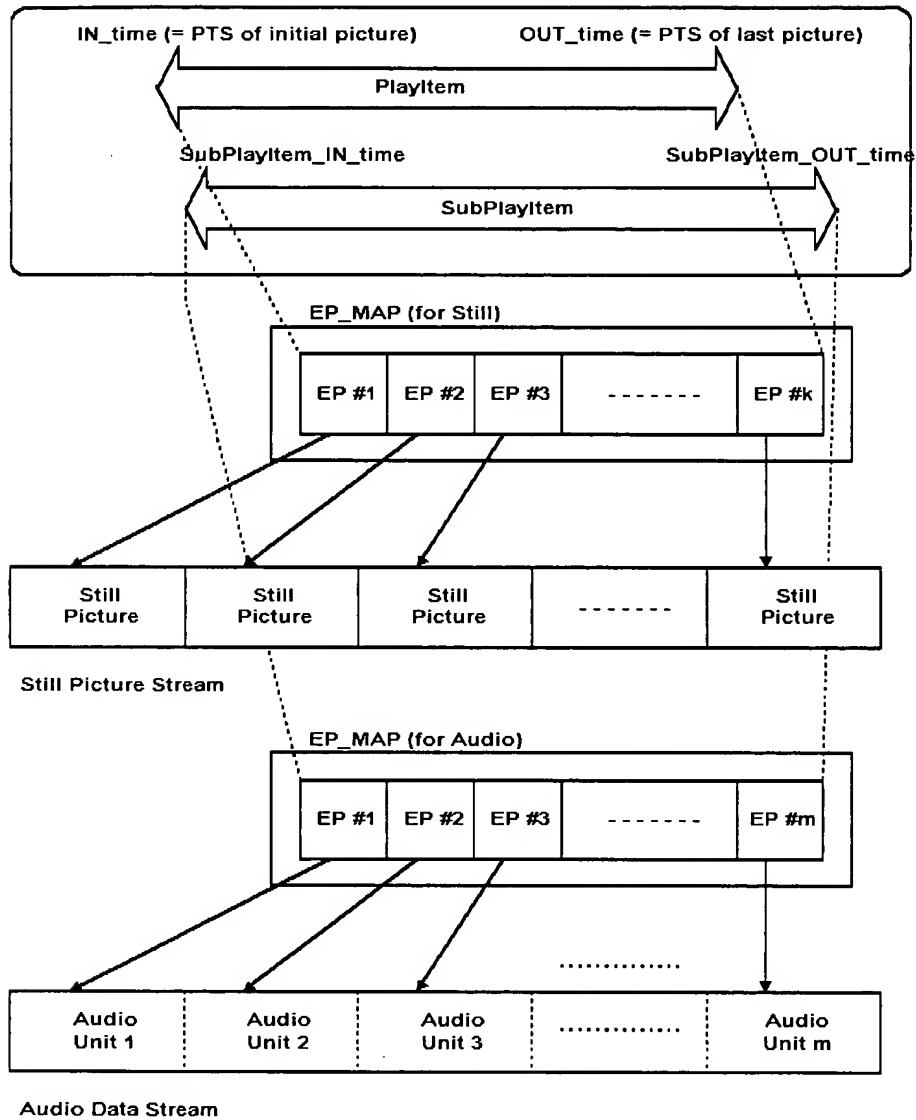 IN_time (= PTS of initial picture) OUT_time (= PTS of last picture)
PlayItem
SubPlayItem_IN_time SubPlayItem_OUT_time
SubPlayItem
EP_MAP (for Still)
EP #1 EP #2 EP #3 ------- EP #k
Still Picture Still Picture Still Picture ------- Still Picture
Still Picture Stream
EP_MAP (for Audio)
EP #1 EP #2 EP #3 ------- EP #m
Audio Unit 1 Audio Unit 2 Audio Unit 3 ............ Audio Unit m
Audio Data Stream